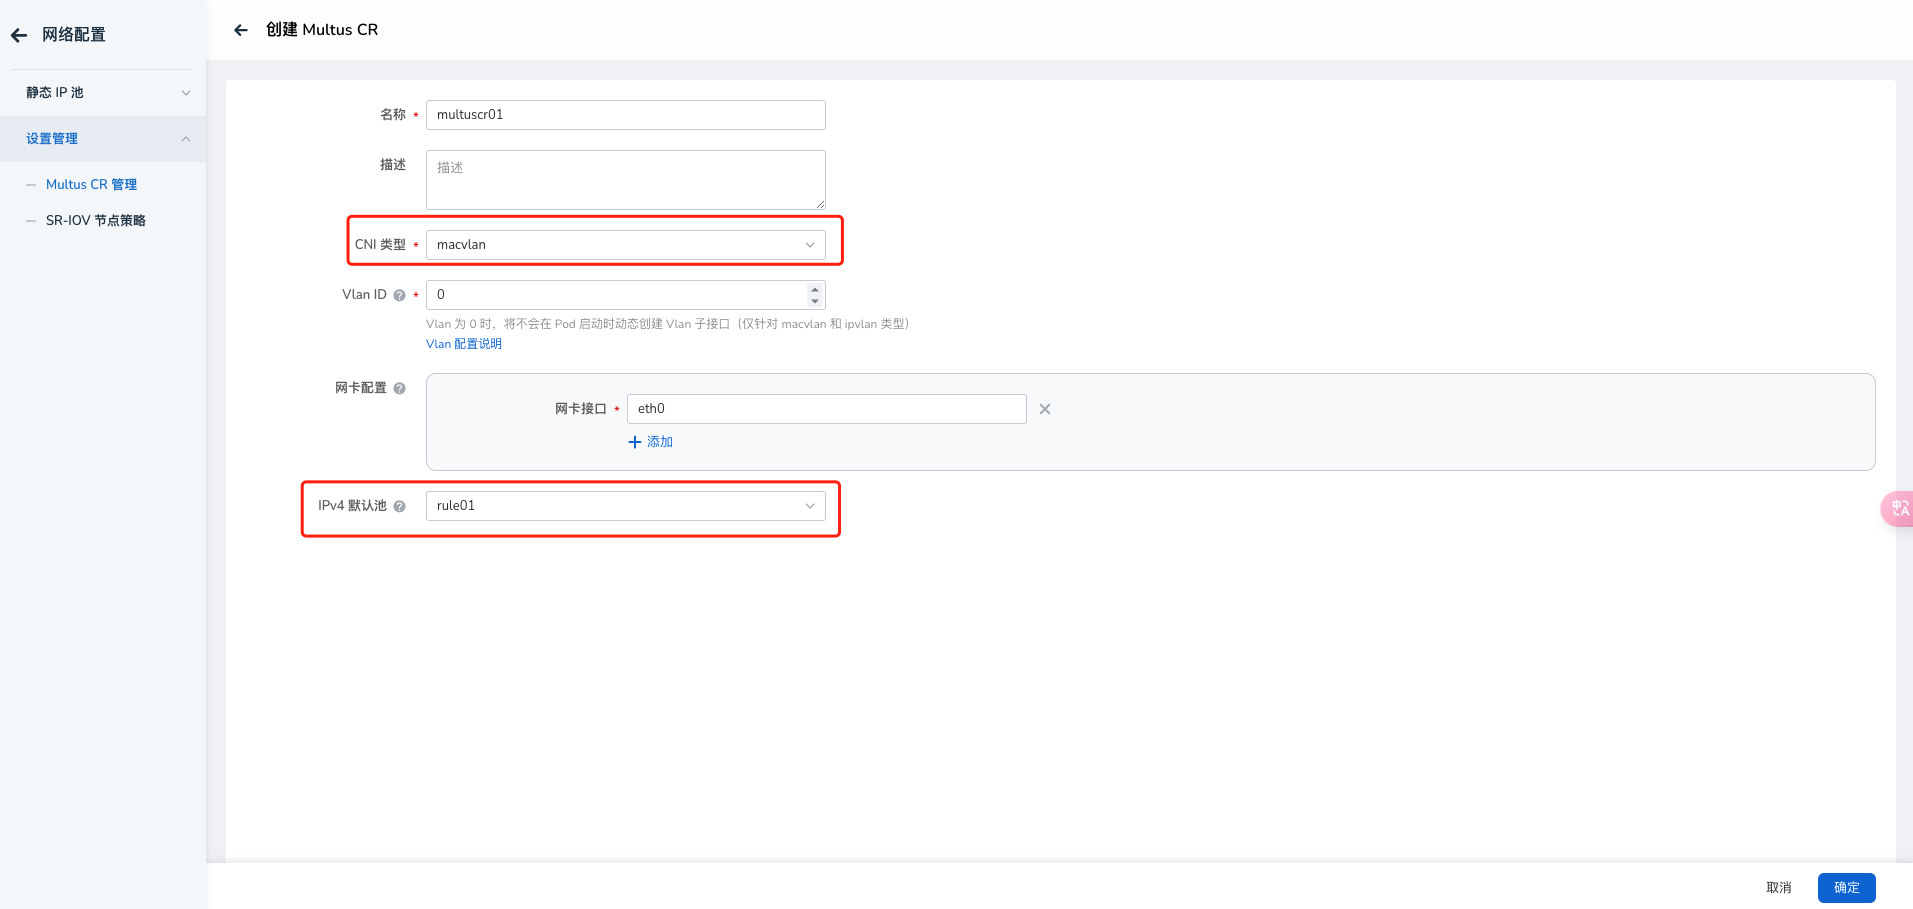 网络配置
静态 IP 池
设置管理
Multus CR 管理
SR-IOV 节点策略
创建 Multus CR
名称 * multuscr01
描述 描述
CNI 类型 * macvlan
Vlan ID ? * 0
Vlan 为 0 时，将不会在 Pod 启动时动态创建 Vlan 子接口（仅针对 macvlan 和 ipvlan 类型）
Vlan 配置说明
网卡配置 ?
网卡接口 * eth0
添加
IPv4 默认池 ? rule01
中 A
取消 确定